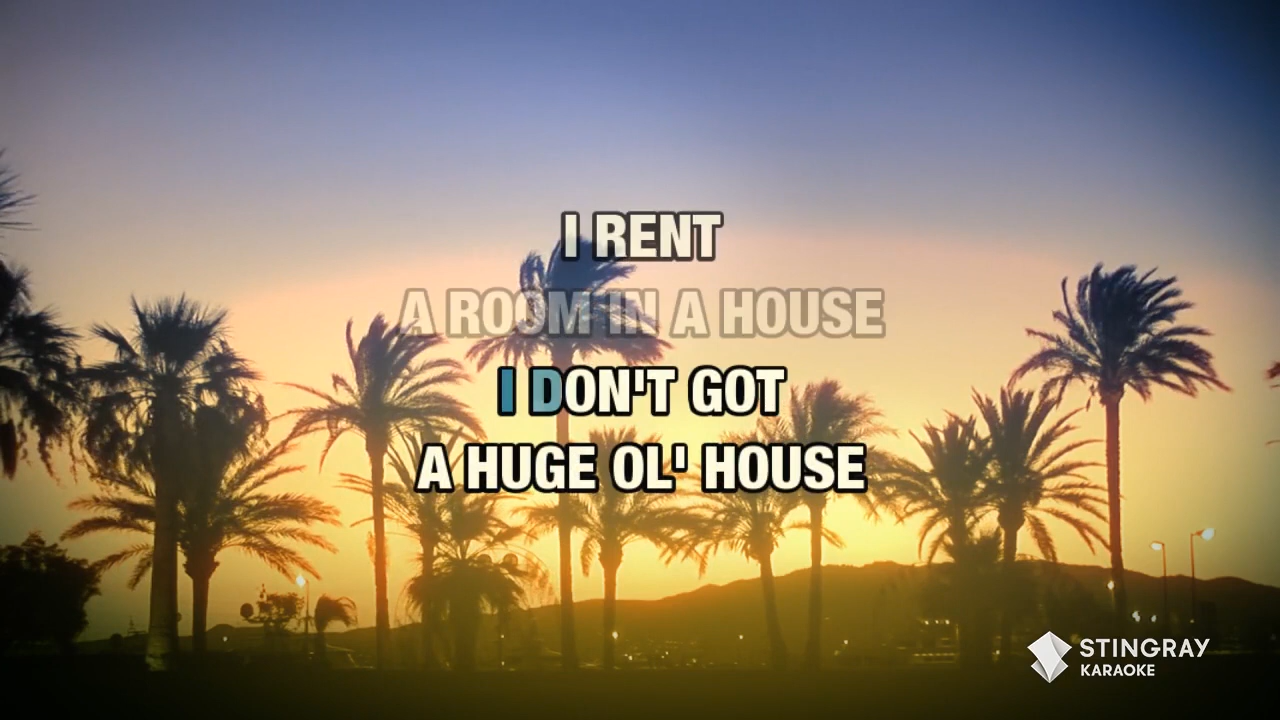 I RENT
A ROOM IN A HOUSE
I DON'T GOT
A HUGE OL' HOUSE
STINGRAY
KARAOKE